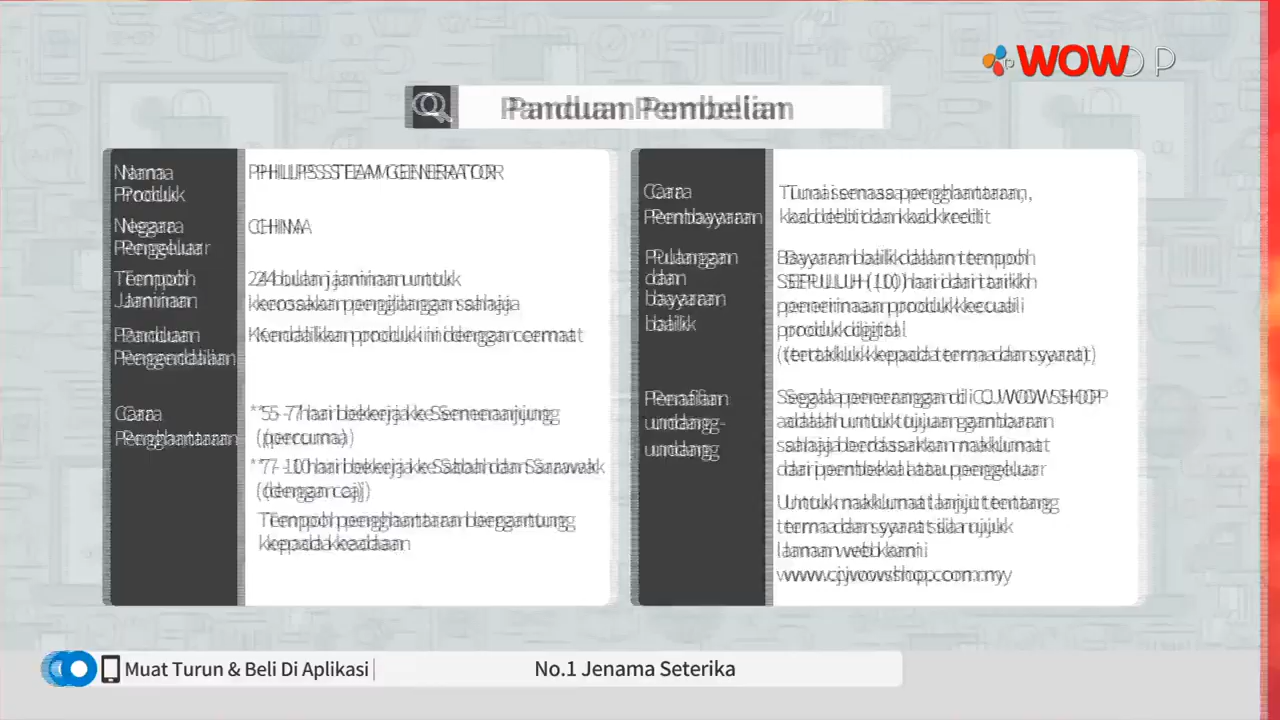 WOW
Panduan Pembelian
Nama
Produk
PHILIPS STEAM GENERATOR
Negara
Pengeluar
CHINA
Tempoh
Jaminan
24 bulan jaminan untuk
kerosakan pengilangan sahaja
Panduan
Pengendalian
Kendalikan produk ini dengan cermat
Cara
Penghantaran
*5 - 7 hari bekerja ke Semenanjung
(percuma)
*7 - 10 hari bekerja ke Sabah dan Sarawak
(dengan caj)
Tempoh penghantaran bergantung
kepada keadaan
Cara
Pembayaran
Tunai semasa penghantaran,
kad debit dan kad kredit
Pulangan
dan
bayaran
balik
Bayaran balik dalam tempoh
SEPULUH (10) hari dari tarikh
penerimaan produk kecuali
produk digital
(tertakluk kepada terma dan syarat)
Penafian
undang-
undang
Segala penerangan di CJ WOW SHOP
adalah untuk tujuan gambaran
sahaja berdasarkan maklumat
dari pembekal atau pengeluar
Untuk maklumat lanjut tentang
terma dan syarat sila rujuk
laman web kami
www.cjwowshop.com.my
Muat Turun & Beli Di Aplikasi
No.1 Jenama Seterika